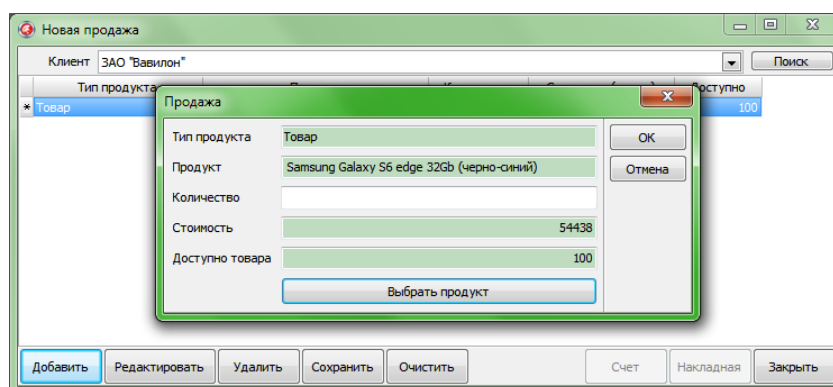 Новая продажа
Клиент ЗАО "Вавилон" Поиск
Тип продукта
* Товар 100
Продажа
Тип продукта Товар ОК
Продукт Samsung Galaxy S6 edge 32Gb (черно-синий) Отмена
Количество
Стоимость 54438
Доступно товара 100
Выбрать продукт
Добавить Редактировать Удалить Сохранить Очистить Счет Накладная Закрыть